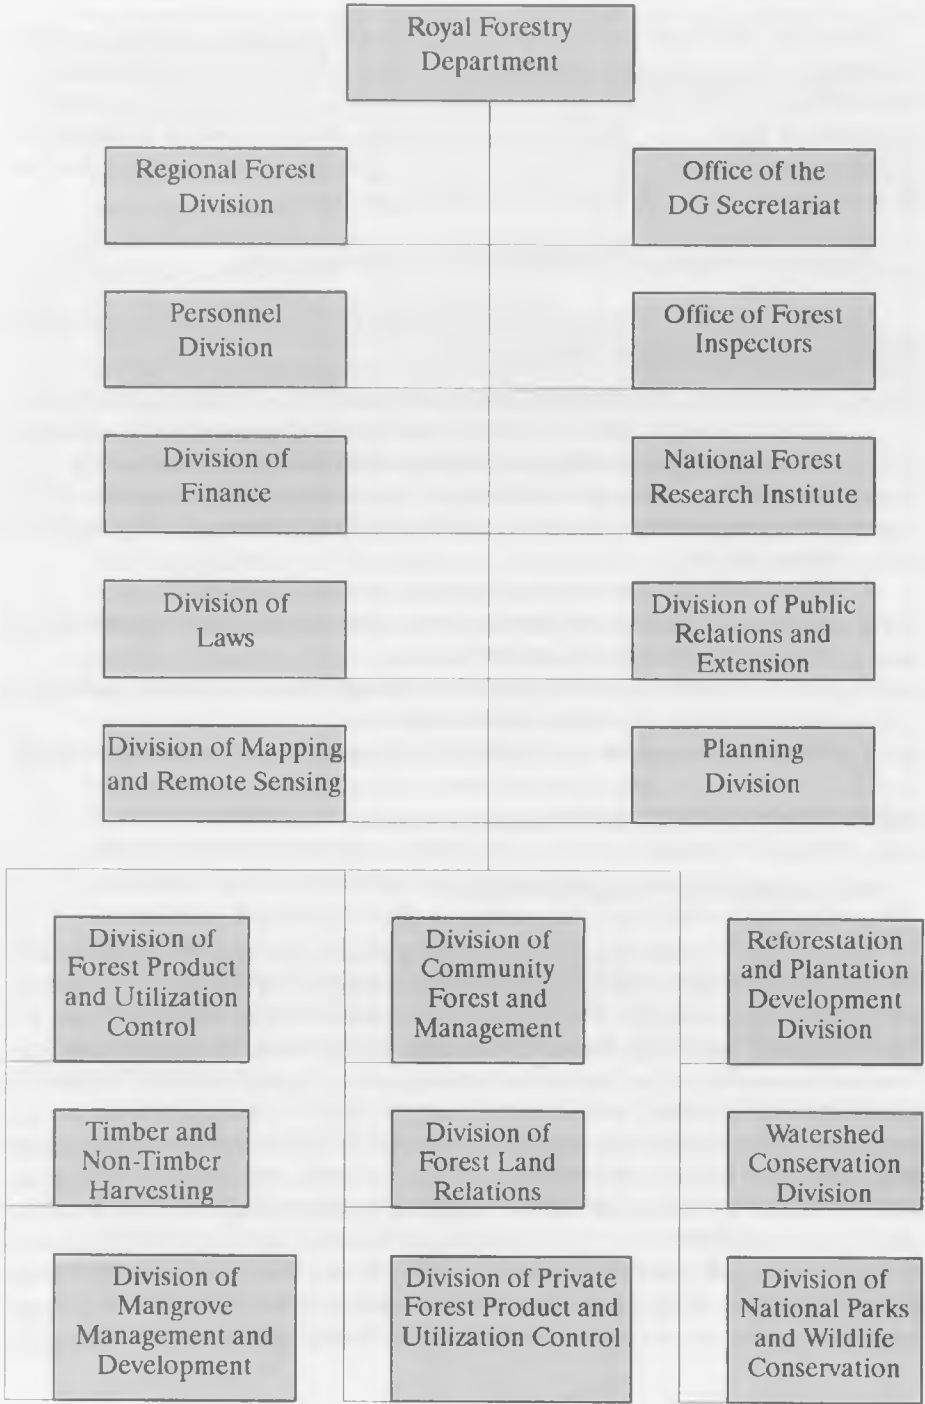 Royal Forestry
Department
Regional Forest
Division
Office of the
DG Secretariat
Personnel
Division
Office of Forest
Inspectors
Division of
Finance
National Forest
Research Institute
Division of
Laws
Division of Public
Relations and
Extension
Division of Mapping
and Remote Sensing
Planning
Division
Division of
Forest Product
and Utilization
Control
Division of
Community
Forest and
Management
Reforestation
and Plantation
Development
Division
Timber and
Non-Timber
Harvesting
Division of
Forest Land
Relations
Watershed
Conservation
Division
Division of
Mangrove
Management and
Development
Division of Private
Forest Product and
Utilization Control
Division of
National Parks
and Wildlife
Conservation